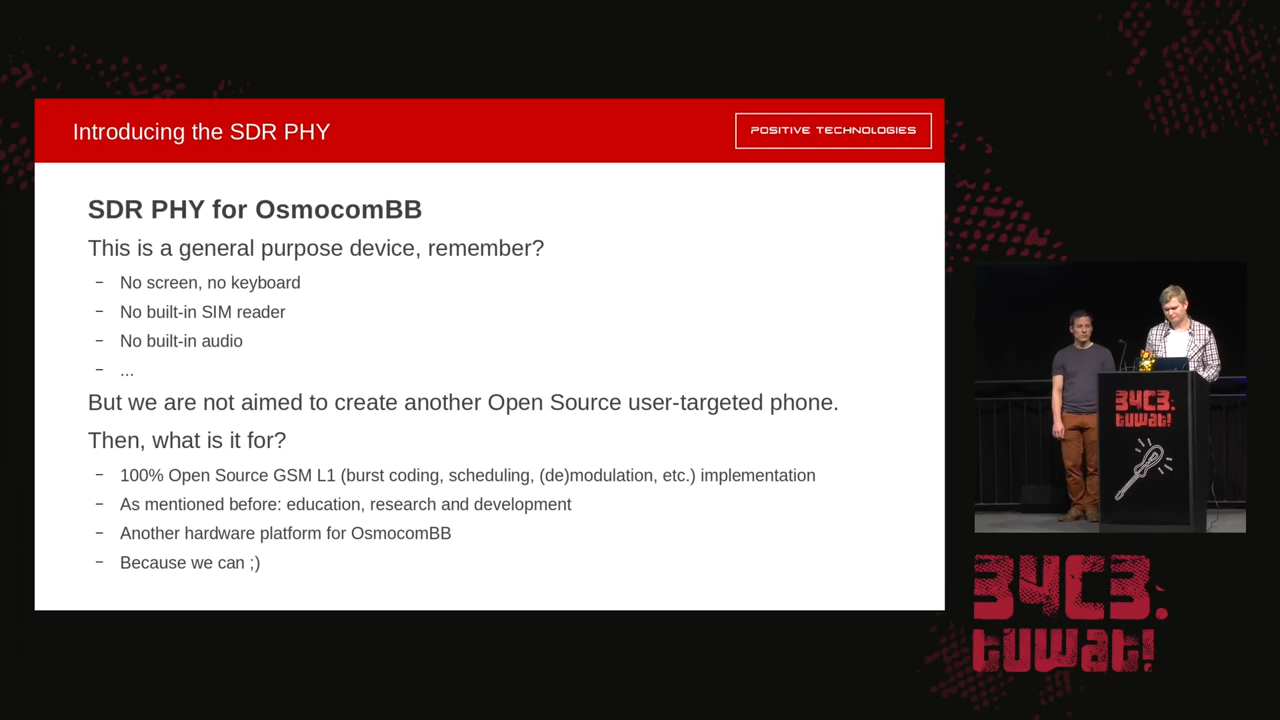 Introducing the SDR PHY
POSITIVE TECHNOLOGIES
SDR PHY for OsmocomBB
This is a general purpose device, remember?
– No screen, no keyboard
– No built-in SIM reader
– No built-in audio
– ...
But we are not aimed to create another Open Source user-targeted phone.
Then, what is it for?
– 100% Open Source GSM L1 (burst coding, scheduling, (de)modulation, etc.) implementation
– As mentioned before: education, research and development
– Another hardware platform for OsmocomBB
– Because we can ;)
34C3.
tuwat!
34C3.
tuwat!